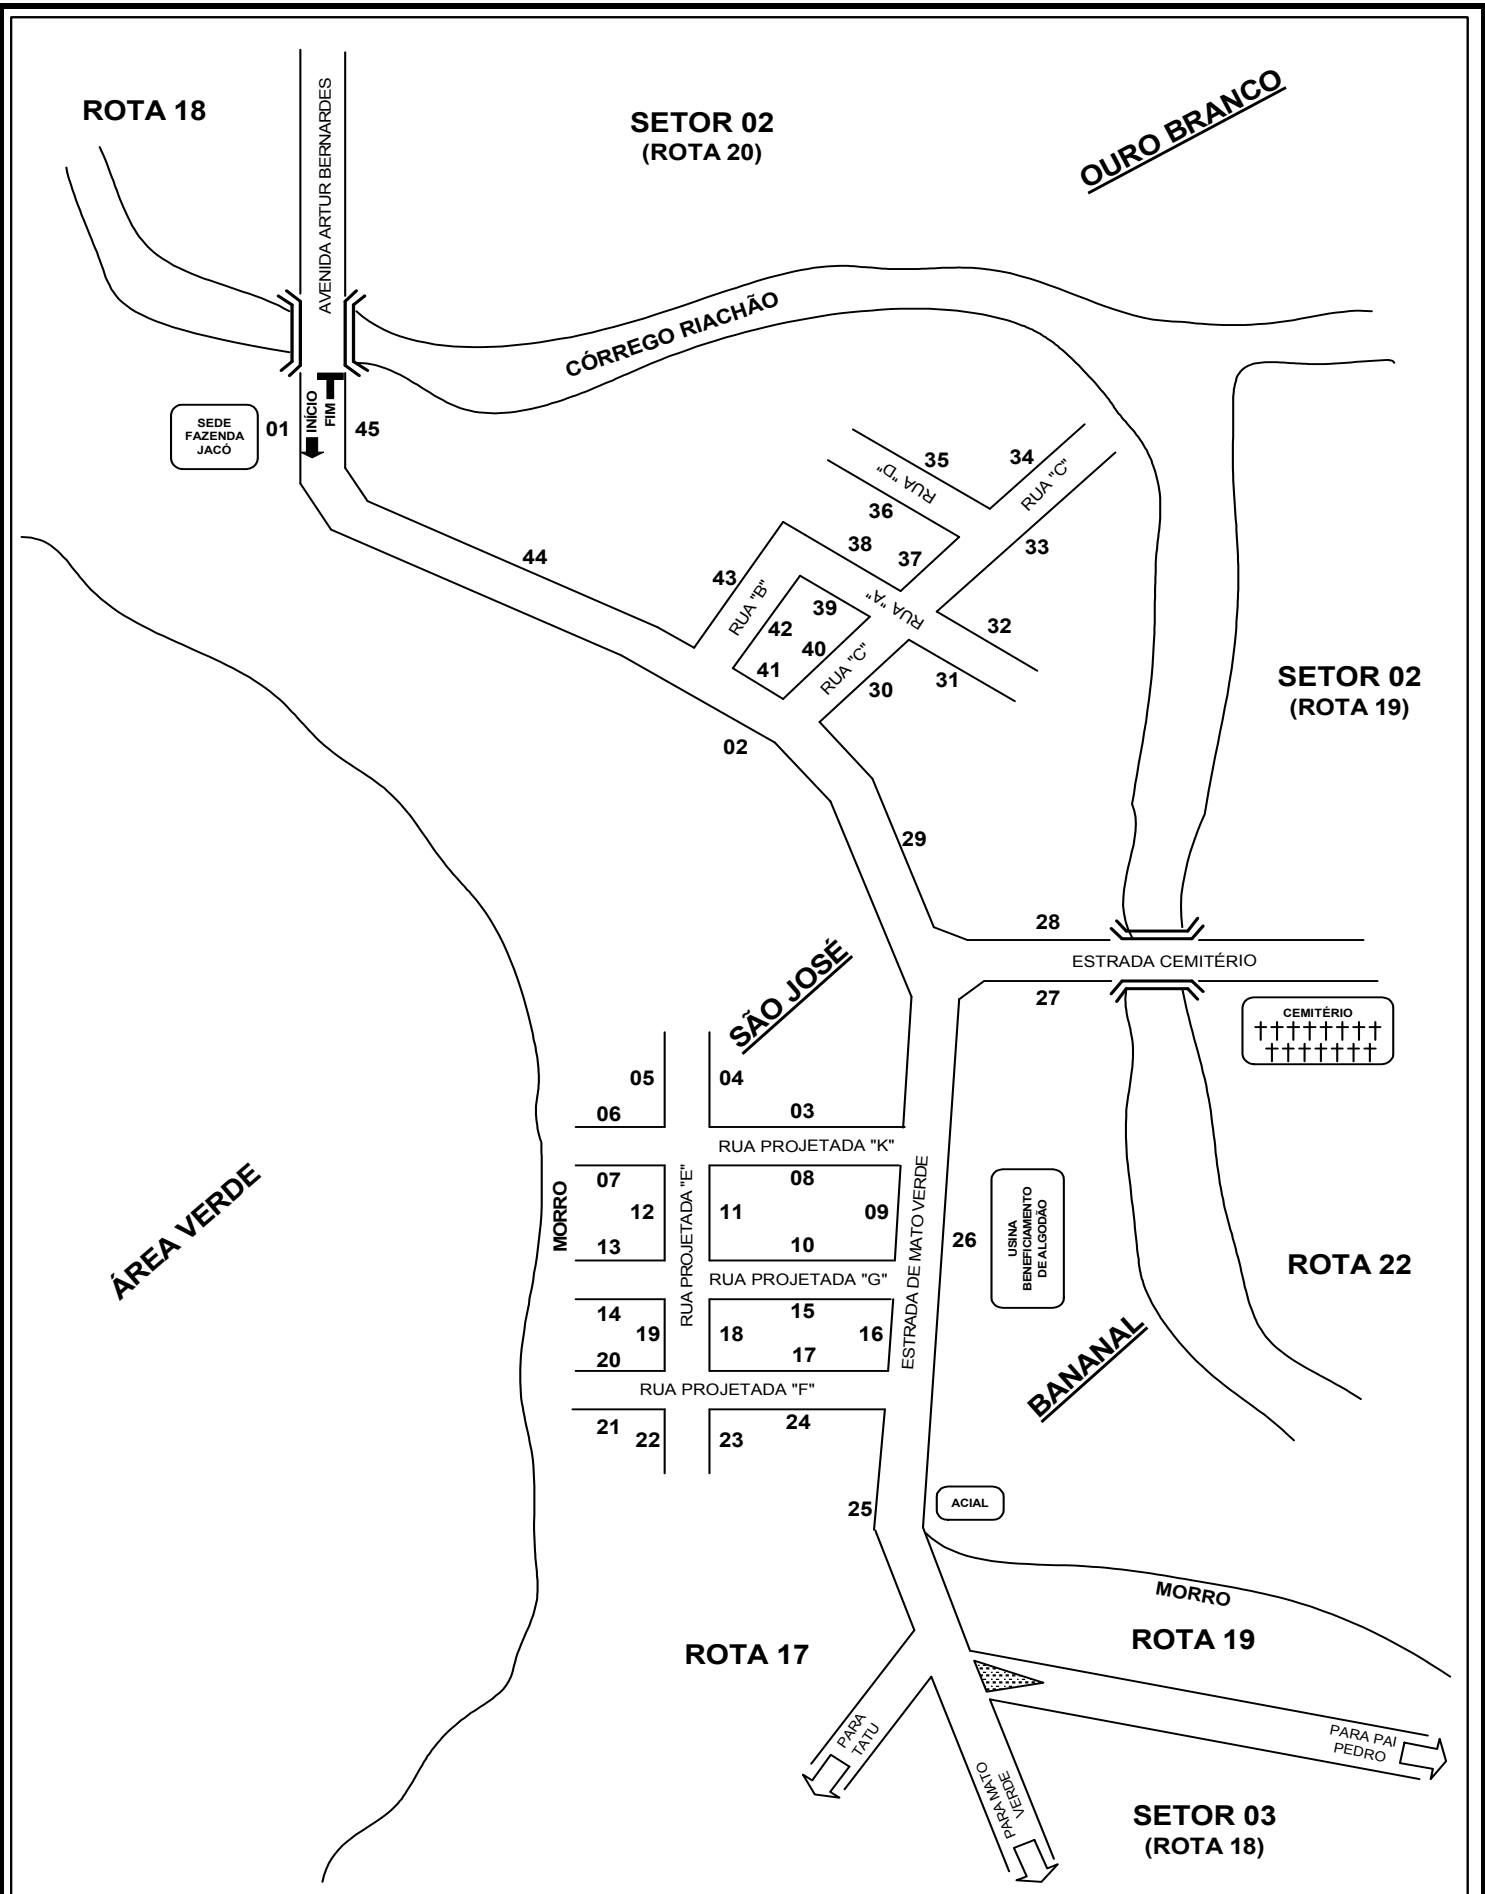 ROTA 18
AVENIDA ARTUR BERNARDES
SETOR 02
(ROTA 20)
OURO BRANCO
CÓRREGO RIACHÃO
SEDE
FAZENDA
JACÓ
01
INÍCIO
FIM
45
35
34
RUA "D"
RUA "C"
36
38
37
33
44
43
RUA "B"
39
RUA "A"
42
32
40
41
RUA "C"
31
30
SETOR 02
(ROTA 19)
02
29
28
ESTRADA CEMITÉRIO
27
CEMITÉRIO
SÃO JOSÉ
05
04
06
03
RUA PROJETADA "K"
07
08
12
11
09
13
10
MORRO
RUA PROJETADA "E"
ESTRADA DE MATO VERDE
26
USINA
BENEFICIAMENTO
DE ALGODÃO
ÁREA VERDE
RUA PROJETADA "G"
ROTA 22
14
15
19
18
16
20
17
BANANAL
RUA PROJETADA "F"
21
24
22
23
25
ACIAL
MORRO
ROTA 19
ROTA 17
PARA
TATU
PARA MATO
VERDE
PARA PAI
PEDRO
SETOR 03
(ROTA 18)